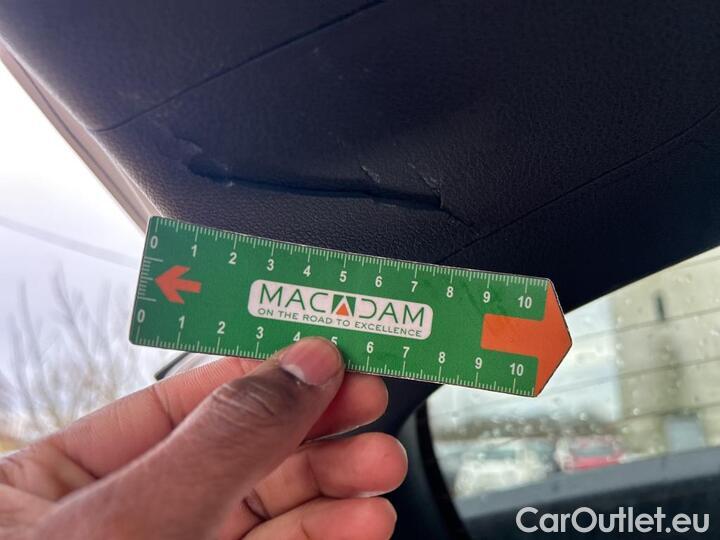 0 1 2 3 4 5 6 7 8 9 10
MACADAM
ON THE ROAD TO EXCELLENCE
0 1 2 3 4 5 6 7 8 9 10
CarOutlet.eu